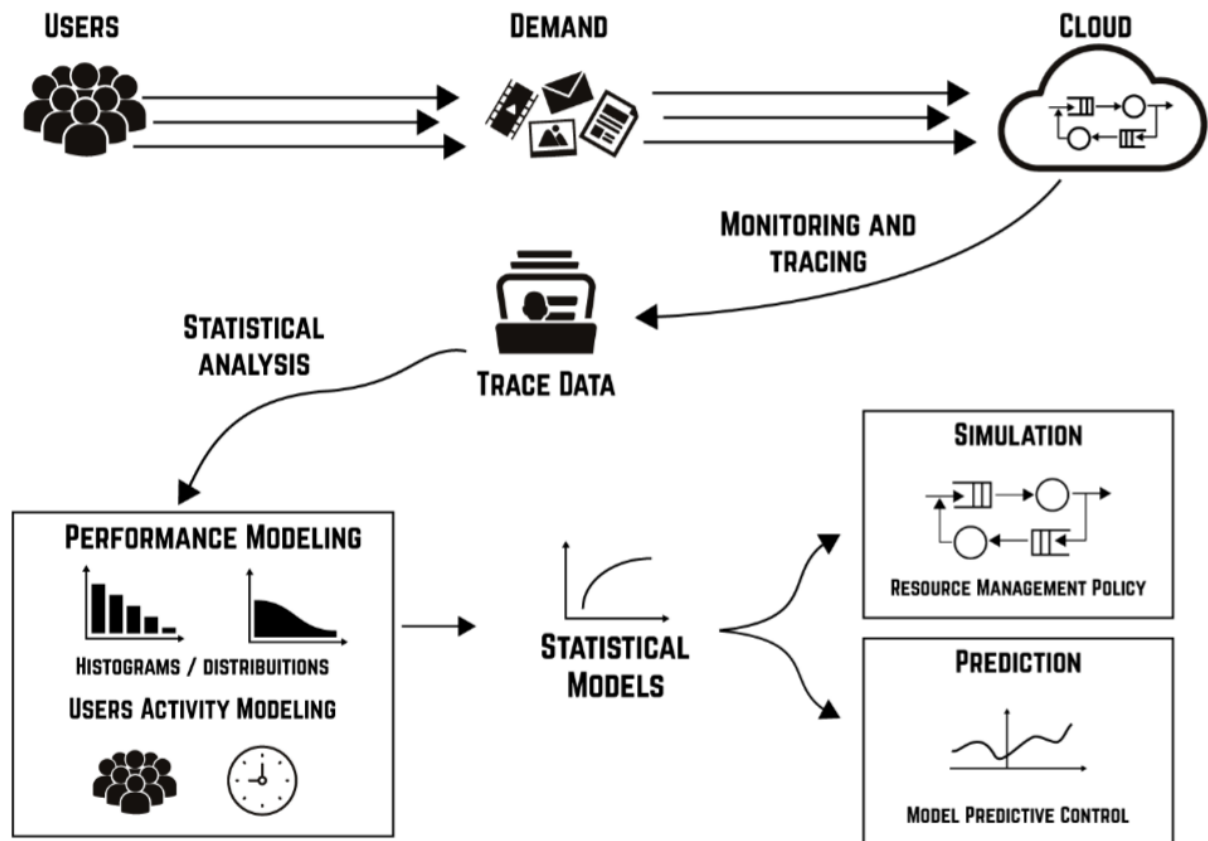 USERS
DEMAND
CLOUD
MONITORING AND
TRACING
STATISTICAL
ANALYSIS
TRACE DATA
SIMULATION
RESOURCE MANAGEMENT POLICY
PERFORMANCE MODELING
HISTOGRAMS / DISTRIBUITIONS
USERS ACTIVITY MODELING
STATISTICAL
MODELS
PREDICTION
MODEL PREDICTIVE CONTROL